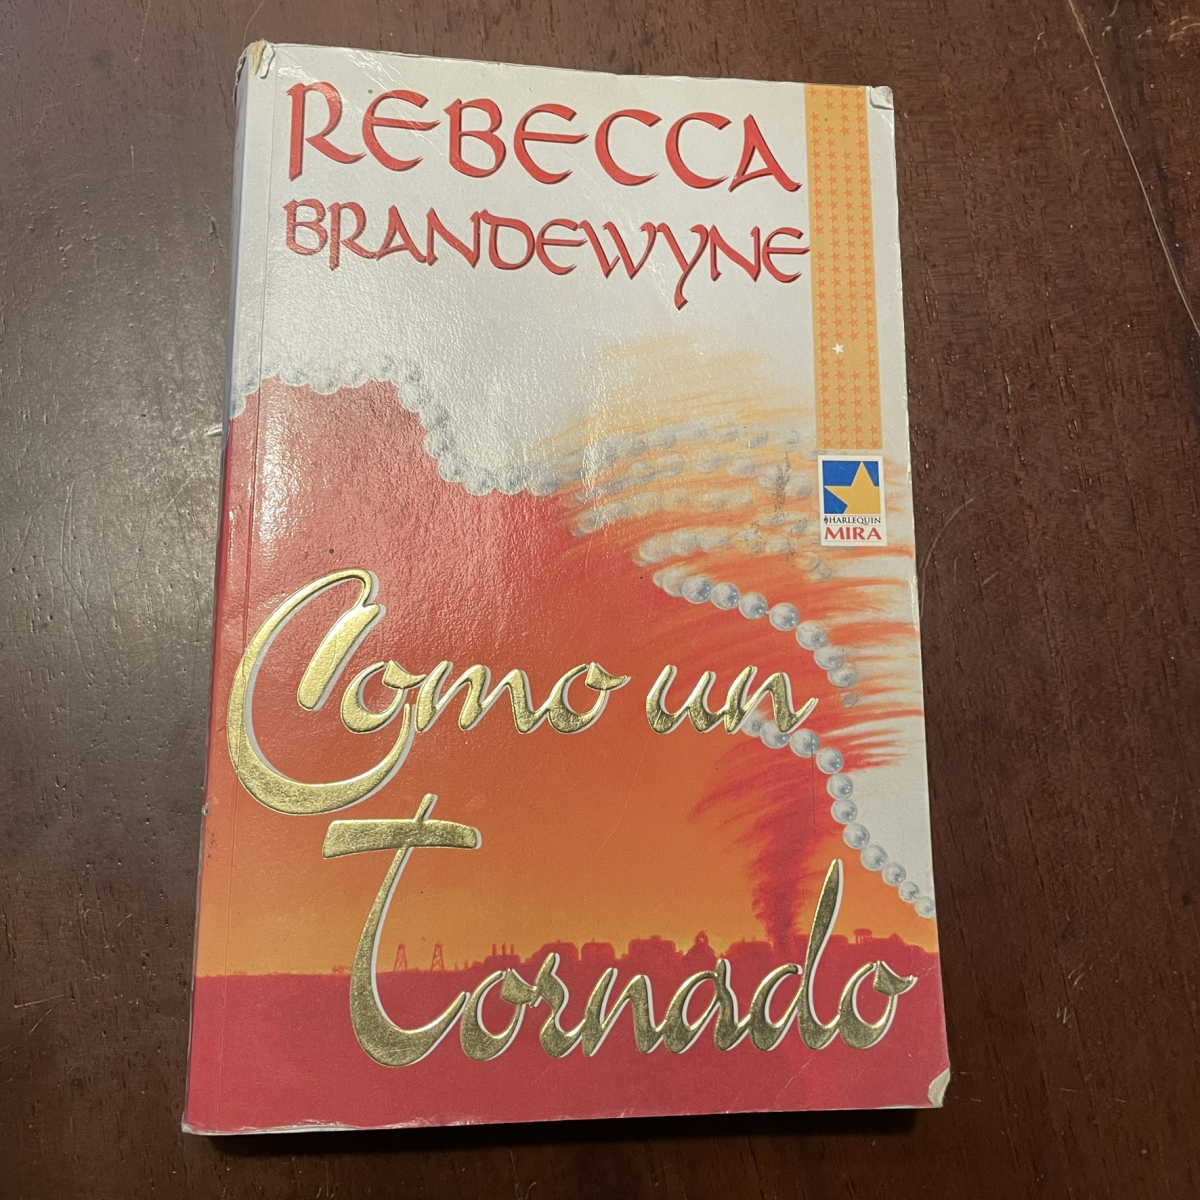 REBECCA
BRANDEWYNE
HARLEQUIN
MIRA
Como un
Tornado